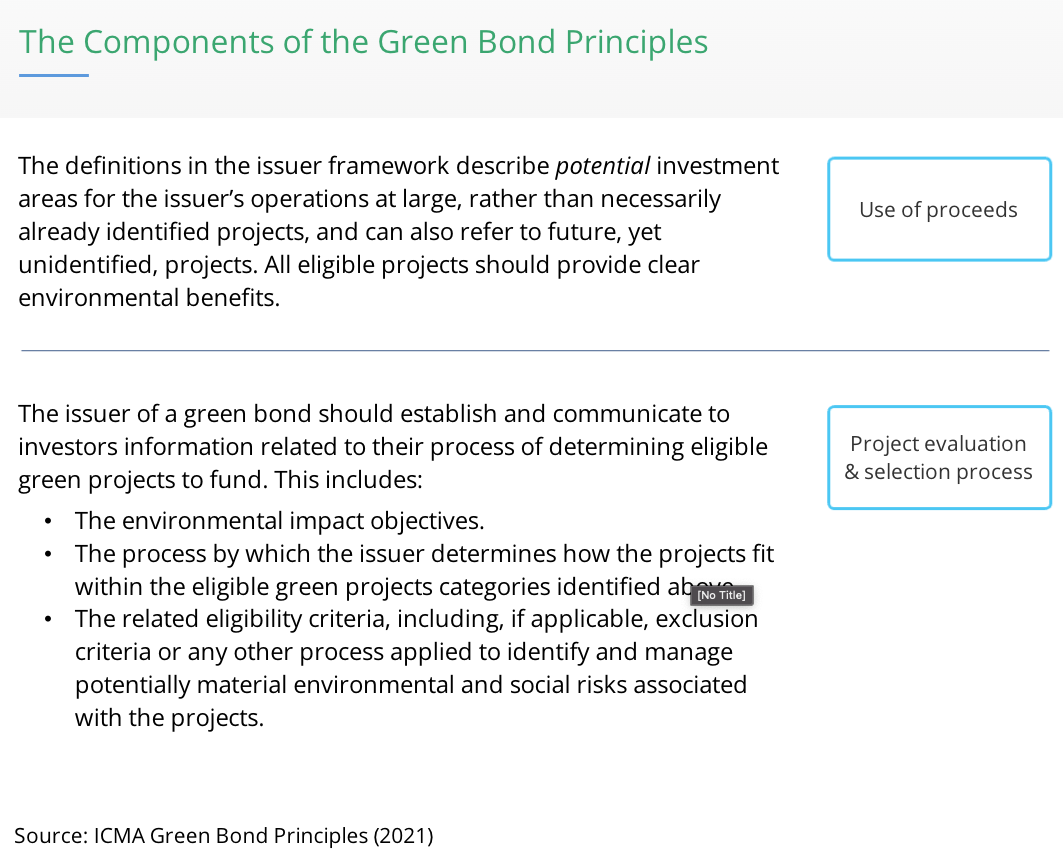 The Components of the Green Bond Principles
The definitions in the issuer framework describe potential investment
areas for the issuer’s operations at large, rather than necessarily
already identified projects, and can also refer to future, yet
unidentified, projects. All eligible projects should provide clear
environmental benefits.
Use of proceeds
The issuer of a green bond should establish and communicate to
investors information related to their process of determining eligible
green projects to fund. This includes:
• The environmental impact objectives.
• The process by which the issuer determines how the projects fit
within the eligible green projects categories identified above.
[No Title]
• The related eligibility criteria, including, if applicable, exclusion
criteria or any other process applied to identify and manage
potentially material environmental and social risks associated
with the projects.
Project evaluation
& selection process
Source: ICMA Green Bond Principles (2021)